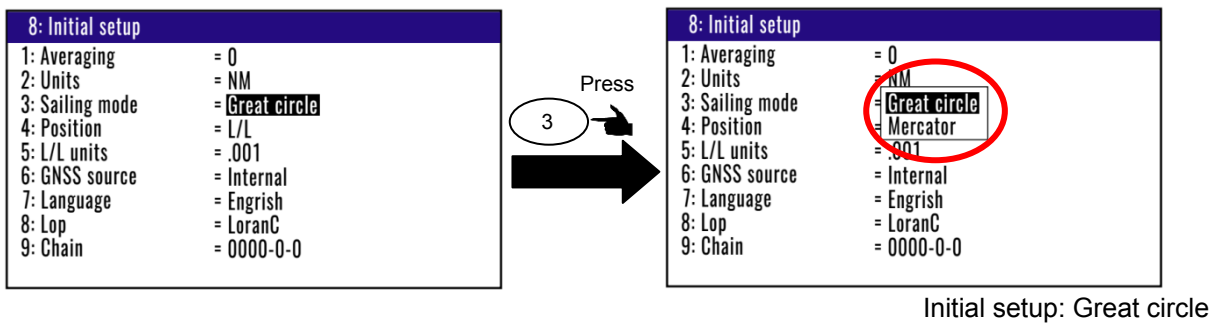 8: Initial setup
1: Averaging = 0
2: Units = NM
3: Sailing mode = Great circle
4: Position = L/L
5: L/L units = .001
6: GNSS source = Internal
7: Language = Engrish
8: Lop = LoranC
9: Chain = 0000-0-0
Press
3
8: Initial setup
1: Averaging = 0
2: Units = NM
3: Sailing mode = Great circle
4: Position = Mercator
5: L/L units = .001
6: GNSS source = Internal
7: Language = Engrish
8: Lop = LoranC
9: Chain = 0000-0-0
Initial setup: Great circle